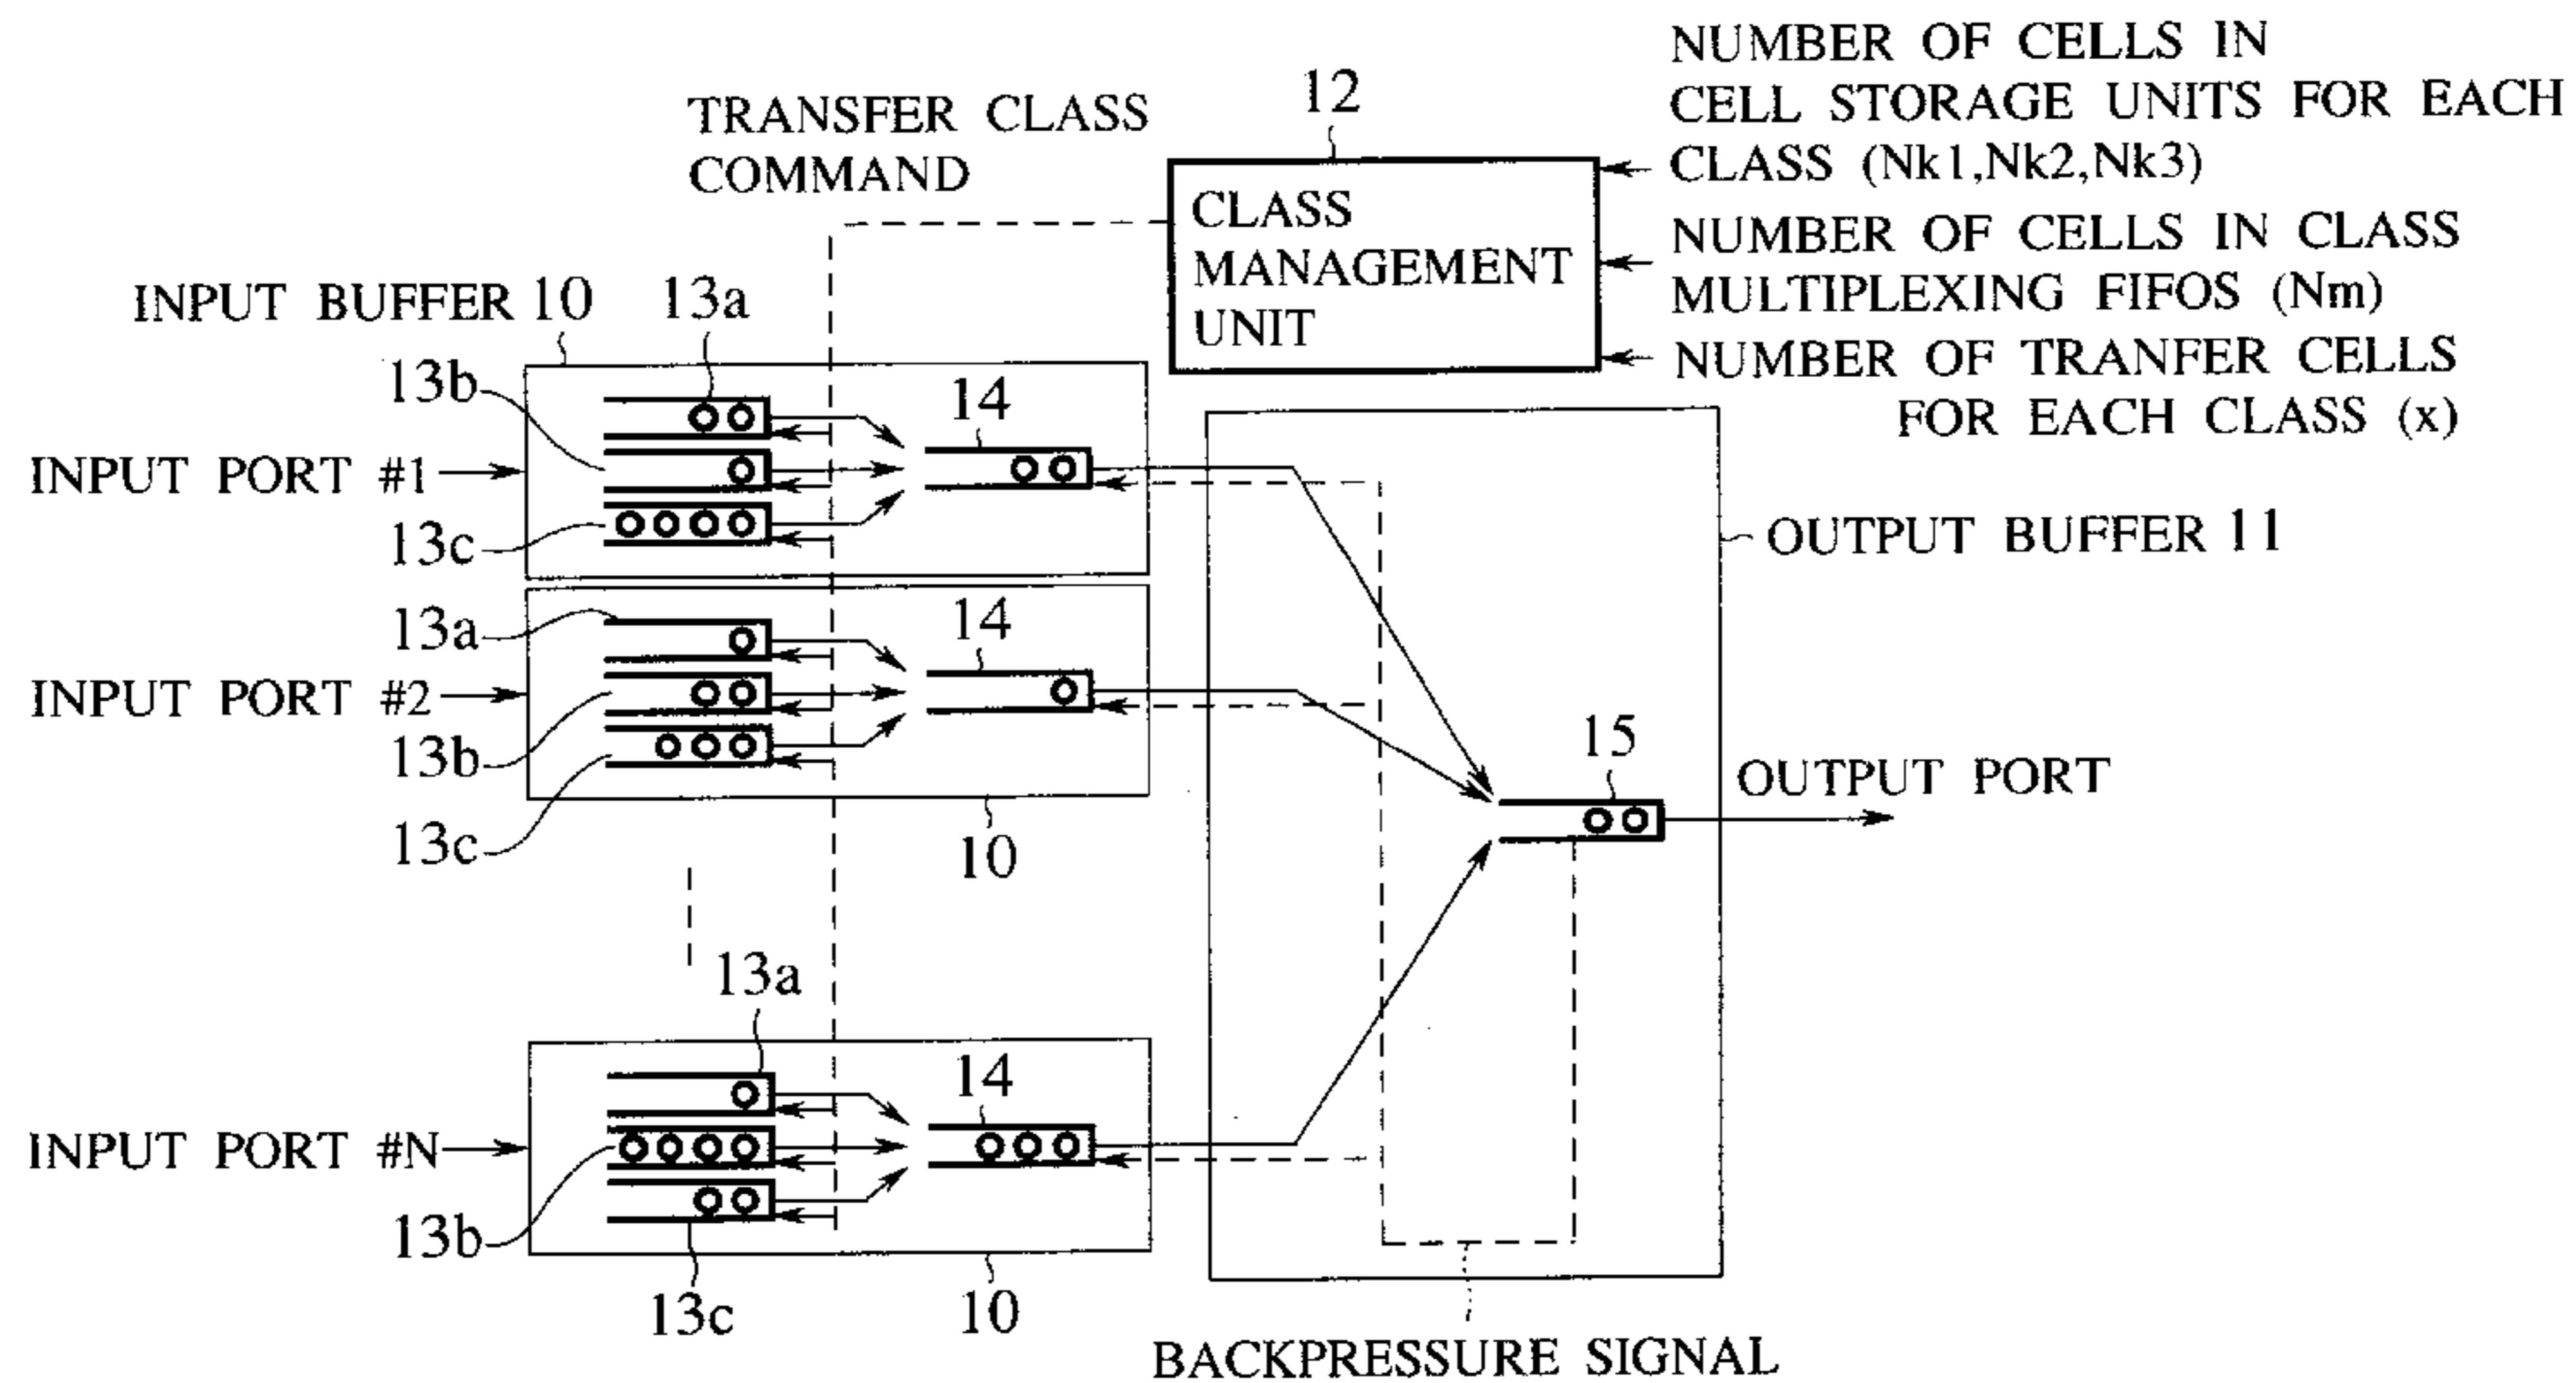 NUMBER OF CELLS IN
CELL STORAGE UNITS FOR EACH
CLASS (Nk1,Nk2,Nk3)
12
TRANSFER CLASS
COMMAND
CLASS
MANAGEMENT
UNIT
NUMBER OF CELLS IN CLASS
MULTIPLEXING FIFOS (Nm)
NUMBER OF TRANFER CELLS
FOR EACH CLASS (x)
INPUT BUFFER 10
13a
13b
14
INPUT PORT #1
13c
OUTPUT BUFFER 11
13a
14
INPUT PORT #2
13b
13c
10
15
OUTPUT PORT
13a
14
INPUT PORT #N
13b
13c
10
BACKPRESSURE SIGNAL